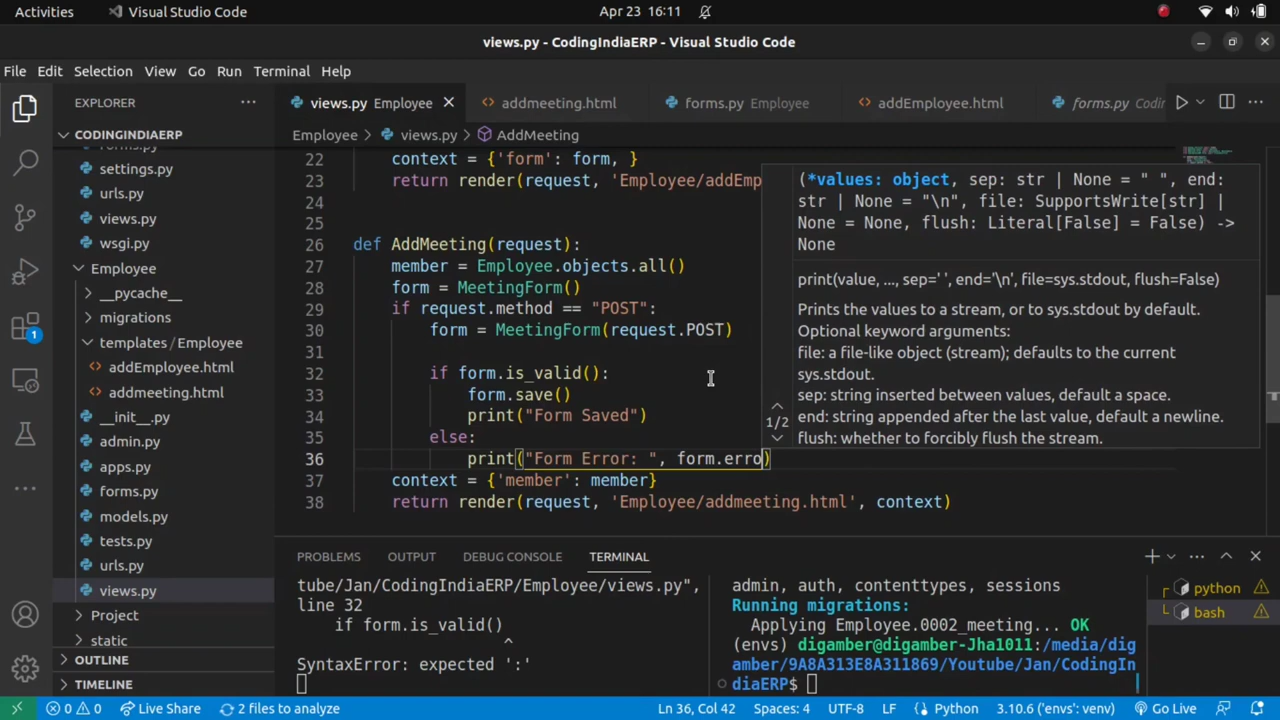 Activities
Visual Studio Code
Apr 23 16:11
views.py - CodingIndiaERP - Visual Studio Code
File Edit Selection View Go Run Terminal Help
EXPLORER
views.py Employee
addmeeting.html
forms.py Employee
addEmployee.html
forms.py
CODINGINDIAERP
settings.py
urls.py
views.py
wsgi.py
Employee
__pycache__
migrations
templates / Employee
addEmployee.html
addmeeting.html
__init__.py
admin.py
apps.py
forms.py
models.py
tests.py
urls.py
views.py
Project
static
OUTLINE
TIMELINE
1
Employee > views.py > AddMeeting
22 context = {'form': form, }
23 return render(request, 'Employee/addEmp
24
25
26 def AddMeeting(request):
27 member = Employee.objects.all()
28 form = MeetingForm()
29 if request.method == "POST":
30 form = MeetingForm(request.POST)
31
32 if form.is_valid():
33 form.save()
34 print("Form Saved")
35 else:
36 print("Form Error: ", form.erro)
37 context = {'member': member}
38 return render(request, 'Employee/addmeeting.html', context)
(*values: object, sep: str | None = " ", end:
str | None = "\n", file: SupportsWrite[str] |
None = None, flush: Literal[False] = False) ->
None
print(value, ..., sep=' ', end='\n', file=sys.stdout, flush=False)
Prints the values to a stream, or to sys.stdout by default.
Optional keyword arguments:
file: a file-like object (stream); defaults to the current
sys.stdout.
sep: string inserted between values, default a space.
end: string appended after the last value, default a newline.
flush: whether to forcibly flush the stream.
1/2
PROBLEMS OUTPUT DEBUG CONSOLE TERMINAL
tube/Jan/CodingIndiaERP/Employee/views.py",
line 32
if form.is_valid()
^
SyntaxError: expected ':'
admin, auth, contenttypes, sessions
Running migrations:
Applying Employee.0002_meeting... OK
(envs) digamber@digamber-Jha1011:/media/dig
amber/9A8A313E8A311869/Youtube/Jan/CodingIn
diaERP$
python
bash
0 0 Live Share 2 files to analyze
Ln 36, Col 42 Spaces: 4 UTF-8 LF Python 3.10.6 ('envs': venv) Go Live